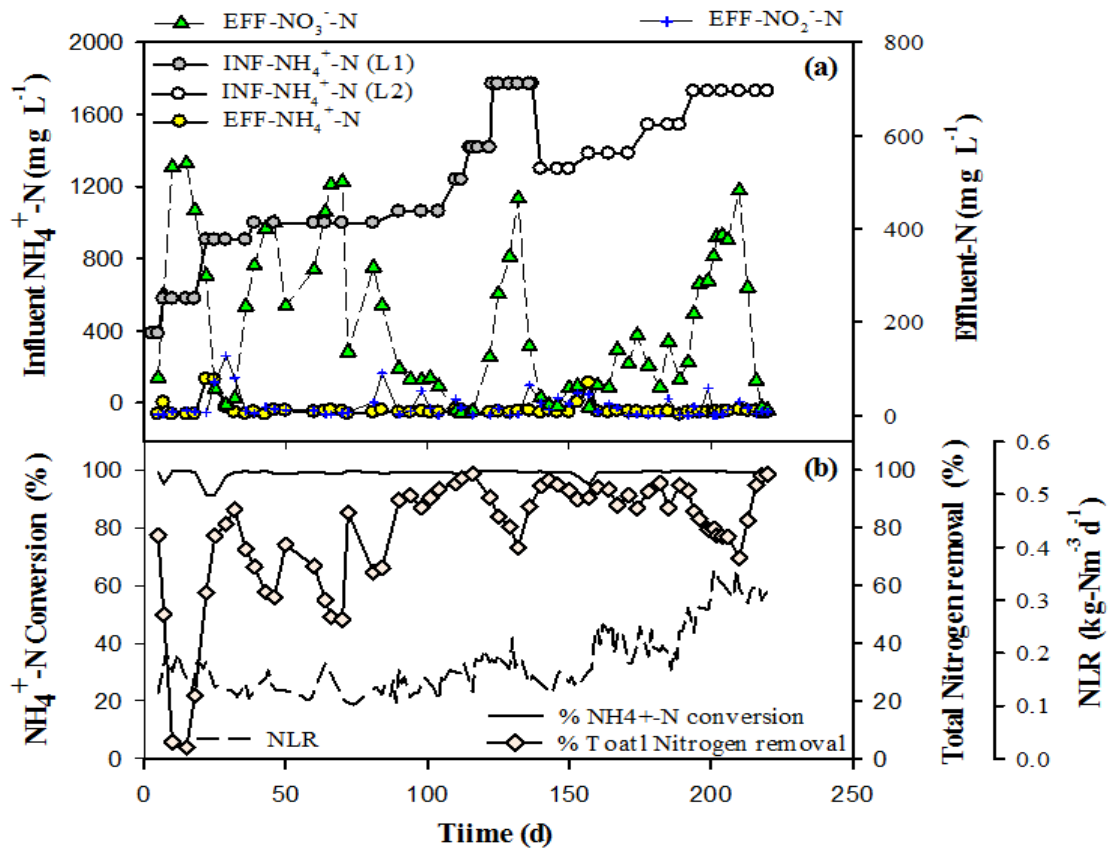 EFF-NO₃⁻-N
EFF-NO₂⁻-N
2000
1600
1200
800
400
0
Influent NH₄⁺-N (mg L⁻¹)
INF-NH₄⁺-N (L1)
INF-NH₄⁺-N (L2)
EFF-NH₄⁺-N
(a)
800
600
400
200
0
Effluent-N (mg L⁻¹)
100
80
60
40
20
0
NH₄⁺-N Conversion (%)
(b)
NLR
% NH4+-N conversion
% Toatl Nitrogen removal
100
80
60
40
20
0
Total Nitrogen removal (%)
0.6
0.5
0.4
0.3
0.2
0.1
0.0
NLR (kg-Nm⁻³d⁻¹)
0 50 100 150 200 250
Tiime (d)